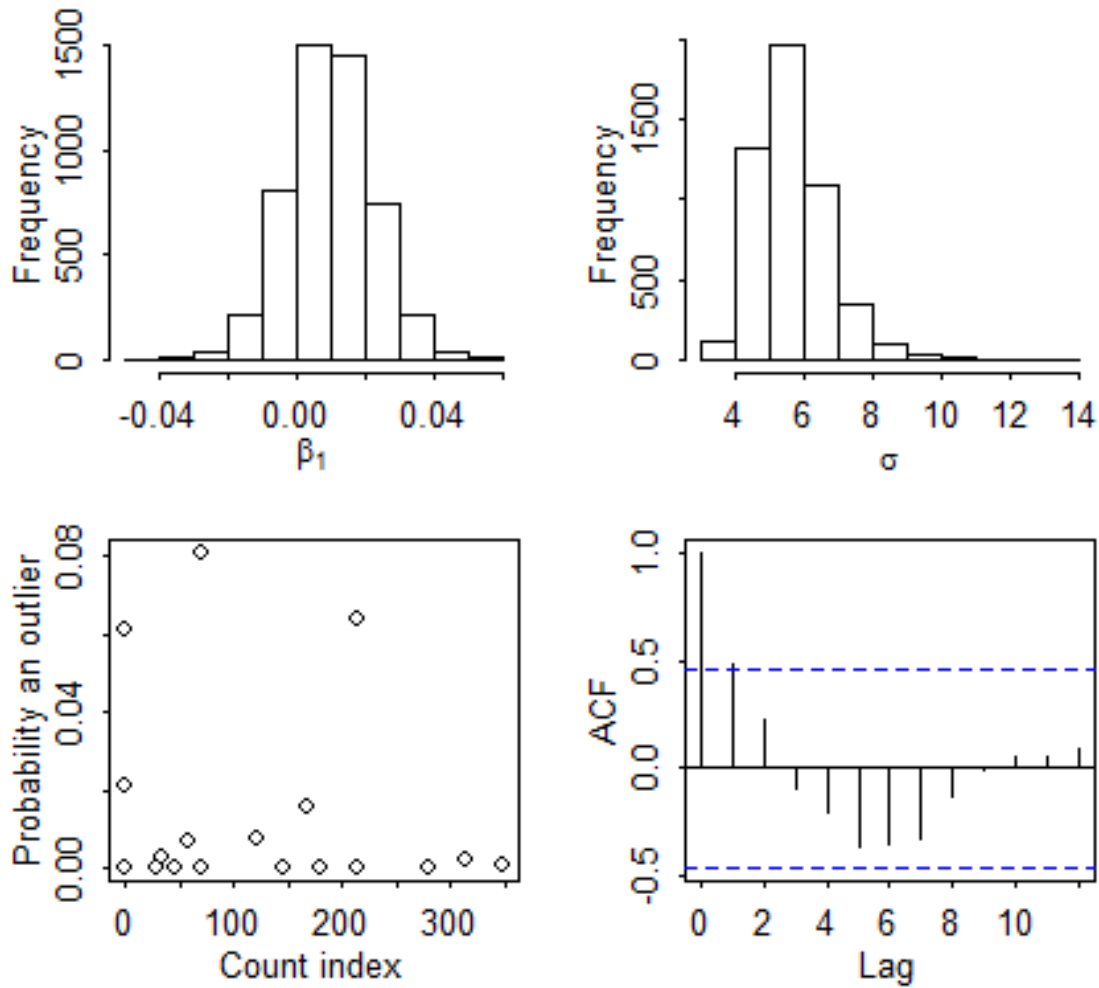 Frequency
0 500 1000 1500
-0.04 0.00 0.04
β₁
Frequency
0 500 1500
4 6 8 10 12 14
σ
Probability an outlier
0.00 0.04 0.08
0 100 200 300
Count index
ACF
-0.5 0.0 0.5 1.0
0 2 4 6 8 10
Lag